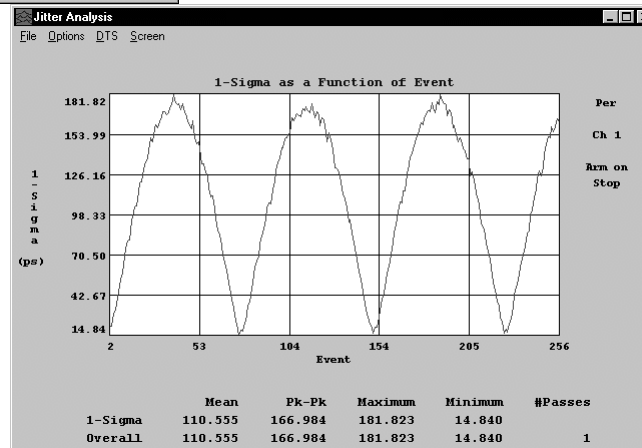 Jitter Analysis
File Options DTS Screen
1-Sigma as a Function of Event
181.82
153.99
126.16
98.33
70.50
42.67
14.84
1-Sigma
(ps)
2 53 104 154 205 256
Event
Per
Ch 1
Arm on
Stop
Mean Pk-Pk Maximum Minimum #Passes
1-Sigma 110.555 166.984 181.823 14.840
Overall 110.555 166.984 181.823 14.840 1